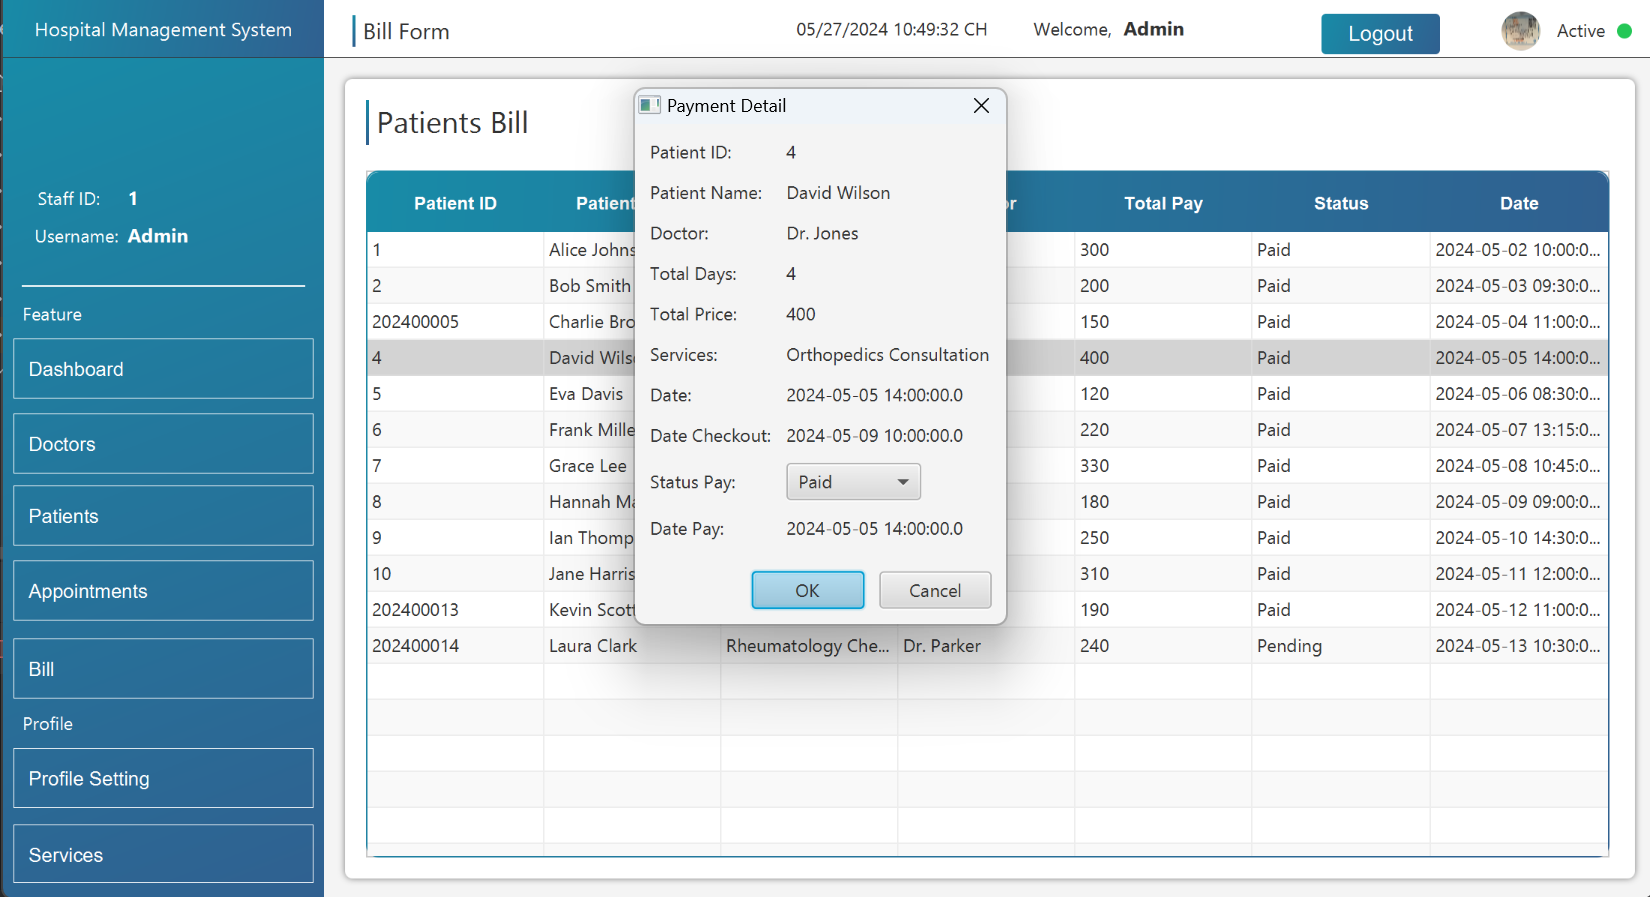 Hospital Management System
Bill Form
05/27/2024 10:49:32 CH
Welcome, Admin
Logout
Active
Staff ID: 1
Username: Admin
Feature
Dashboard
Doctors
Patients
Appointments
Bill
Profile
Profile Setting
Services
Patients Bill
Patient ID Patient Total Pay Status Date
1 Alice Johns 300 Paid 2024-05-02 10:00:0...
2 Bob Smith 200 Paid 2024-05-03 09:30:0...
202400005 Charlie Bro 150 Paid 2024-05-04 11:00:0...
4 David Wils 400 Paid 2024-05-05 14:00:0...
5 Eva Davis 120 Paid 2024-05-06 08:30:0...
6 Frank Mille 220 Paid 2024-05-07 13:15:0...
7 Grace Lee 330 Paid 2024-05-08 10:45:0...
8 Hannah Ma 180 Paid 2024-05-09 09:00:0...
9 Ian Thomp 250 Paid 2024-05-10 14:30:0...
10 Jane Harris 310 Paid 2024-05-11 12:00:0...
202400013 Kevin Scott 190 Paid 2024-05-12 11:00:0...
202400014 Laura Clark Rheumatology Che... Dr. Parker 240 Pending 2024-05-13 10:30:0...
Payment Detail
Patient ID: 4
Patient Name: David Wilson
Doctor: Dr. Jones
Total Days: 4
Total Price: 400
Services: Orthopedics Consultation
Date: 2024-05-05 14:00:00.0
Date Checkout: 2024-05-09 10:00:00.0
Status Pay: Paid
Date Pay: 2024-05-05 14:00:00.0
OK
Cancel